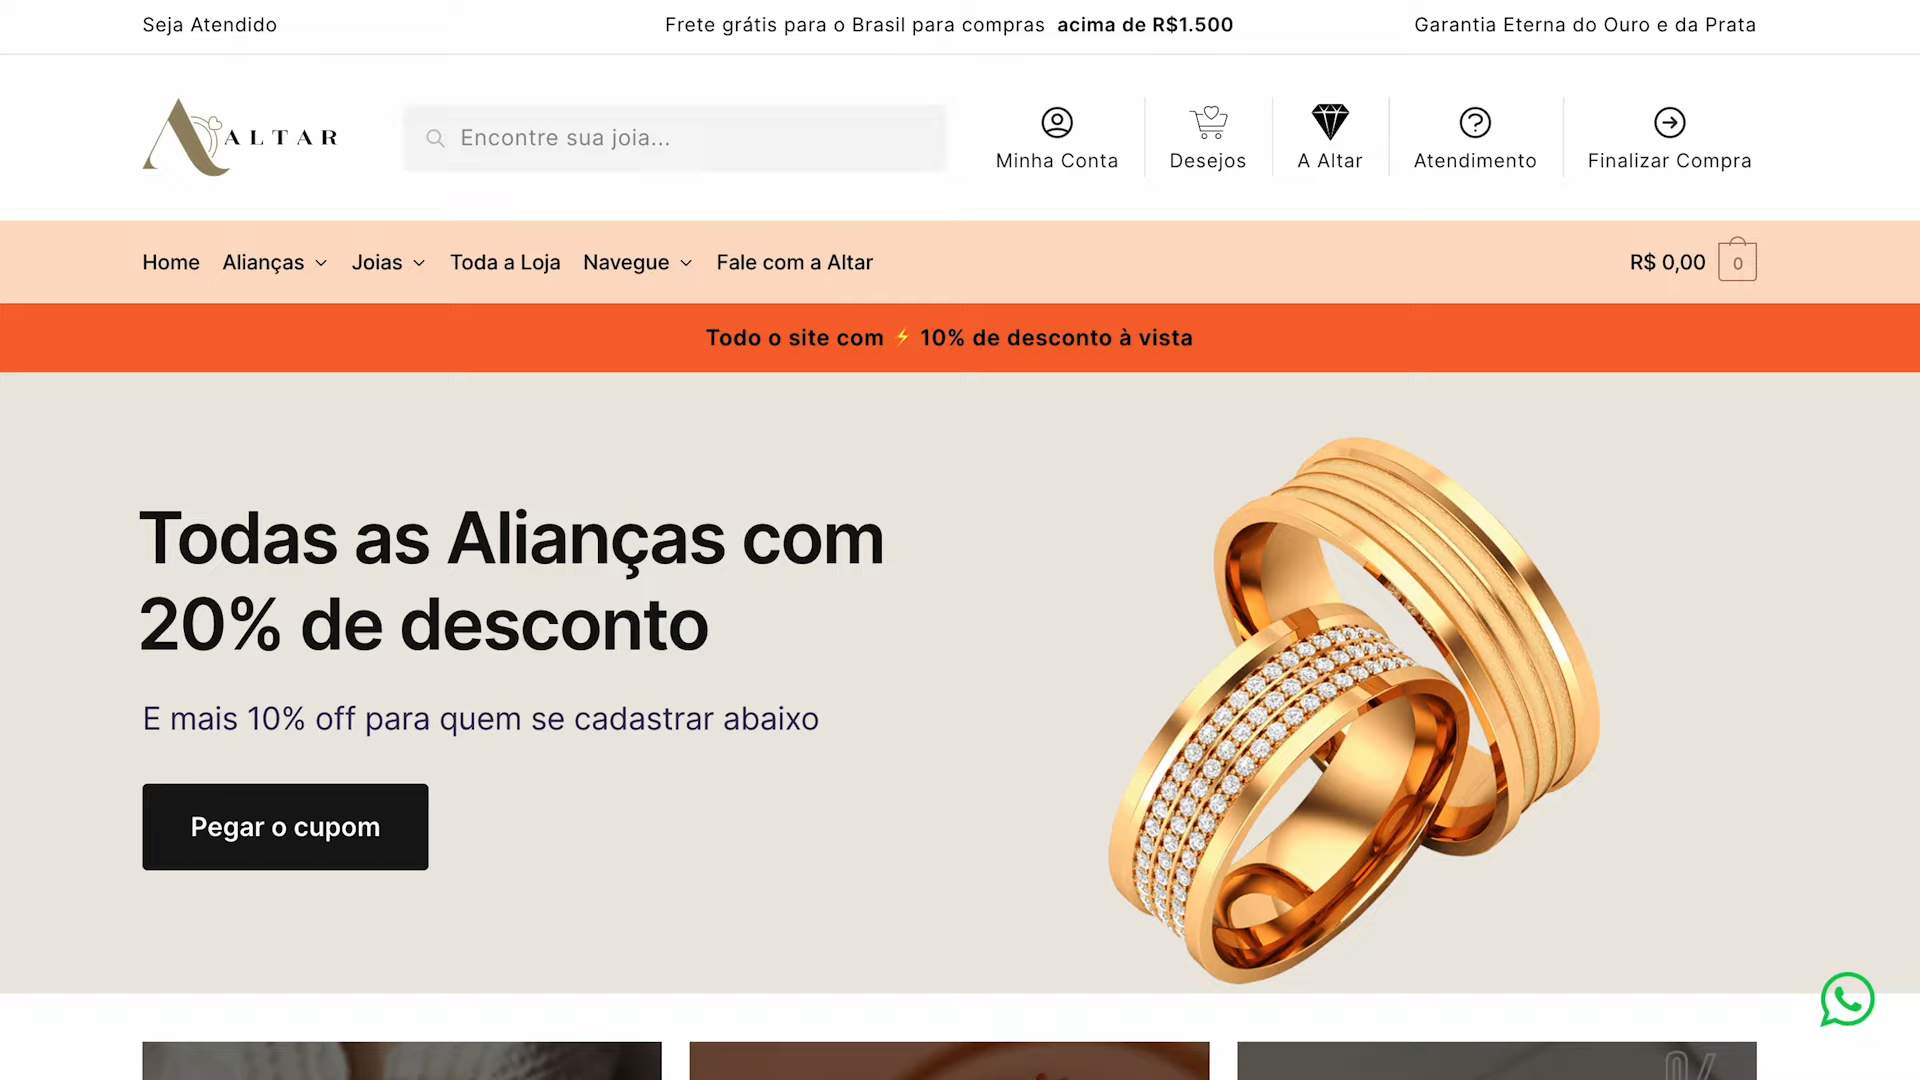 Seja Atendido
Frete grátis para o Brasil para compras acima de R$1.500
Garantia Eterna do Ouro e da Prata
ALTAR
Encontre sua joia...
Minha Conta
Desejos
A Altar
Atendimento
Finalizar Compra
Home
Alianças
Joias
Toda a Loja
Navegue
Fale com a Altar
R$ 0,00
0
Todo o site com ⚡ 10% de desconto à vista
Todas as Alianças com
20% de desconto
E mais 10% off para quem se cadastrar abaixo
Pegar o cupom